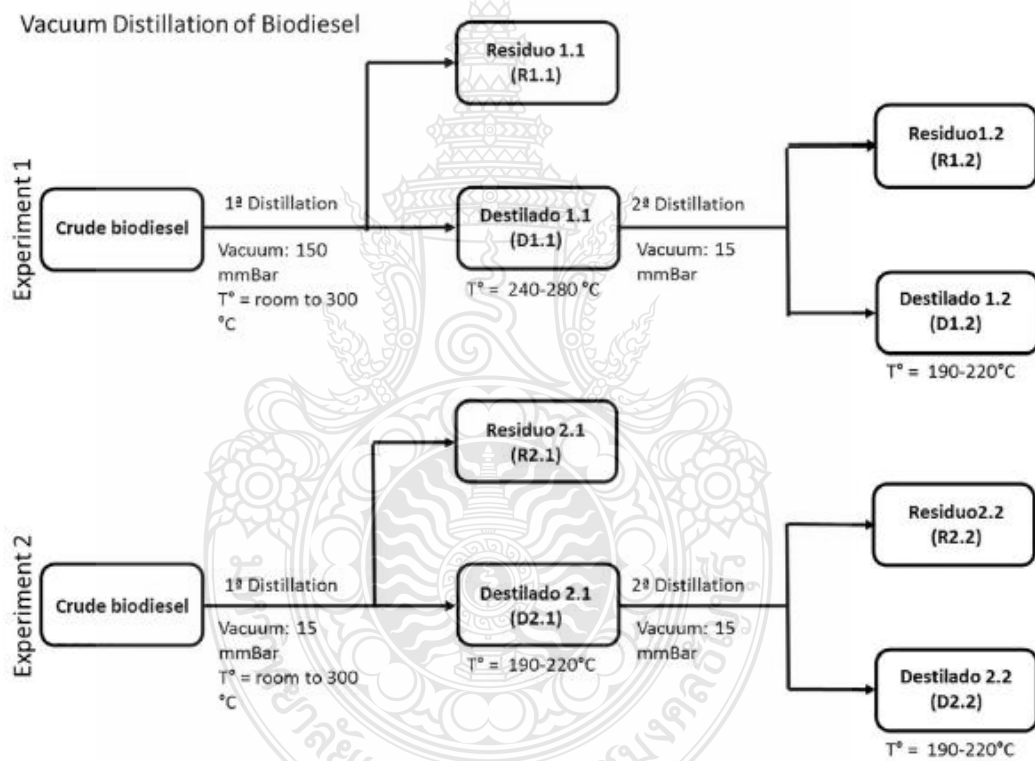 Vacuum Distillation of Biodiesel
Experiment 1
Crude biodiesel
1ª Distillation
Vacuum: 150
mmBar
T° = room to 300
°C
Residuo 1.1
(R1.1)
Destilado 1.1
(D1.1)
T° = 240-280 °C
2ª Distillation
Vacuum: 15
mmBar
Residuo1.2
(R1.2)
Destilado 1.2
(D1.2)
T° = 190-220°C
Experiment 2
Crude biodiesel
1ª Distillation
Vacuum: 15
mmBar
T° = room to 300
°C
Residuo 2.1
(R2.1)
Destilado 2.1
(D2.1)
T° = 190-220°C
2ª Distillation
Vacuum: 15
mmBar
Residuo2.2
(R2.2)
Destilado 2.2
(D2.2)
T° = 190-220°C